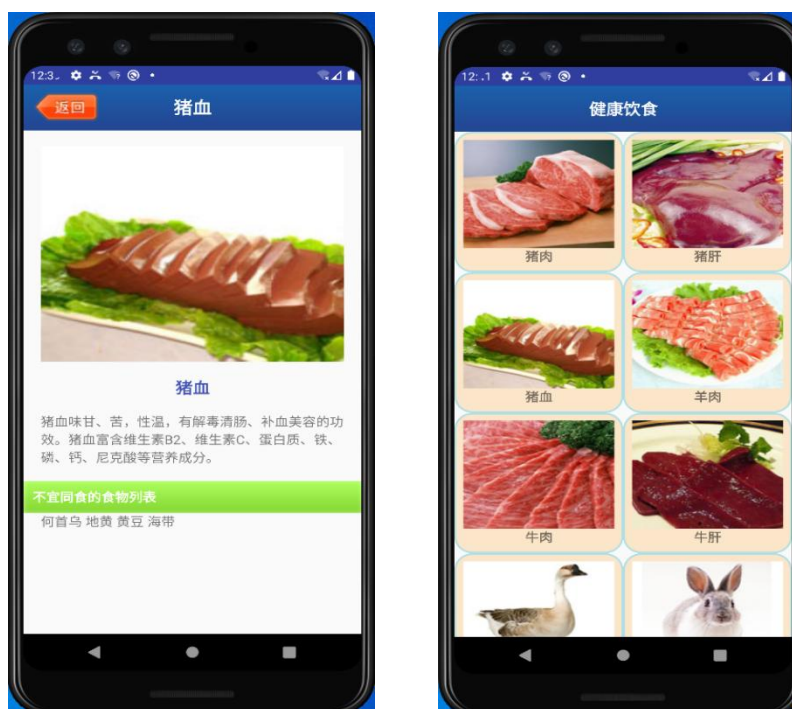 12:3
返回
猪血
猪血
猪血味甘、苦，性温，有解毒清肠、补血美容的功
效。猪血富含维生素B2、维生素C、蛋白质、铁、
磷、钙、尼克酸等营养成分。
不宜同食的食物列表
何首乌 地黄 黄豆 海带
健康饮食
猪肉
猪肝
猪血
羊肉
牛肉
牛肝